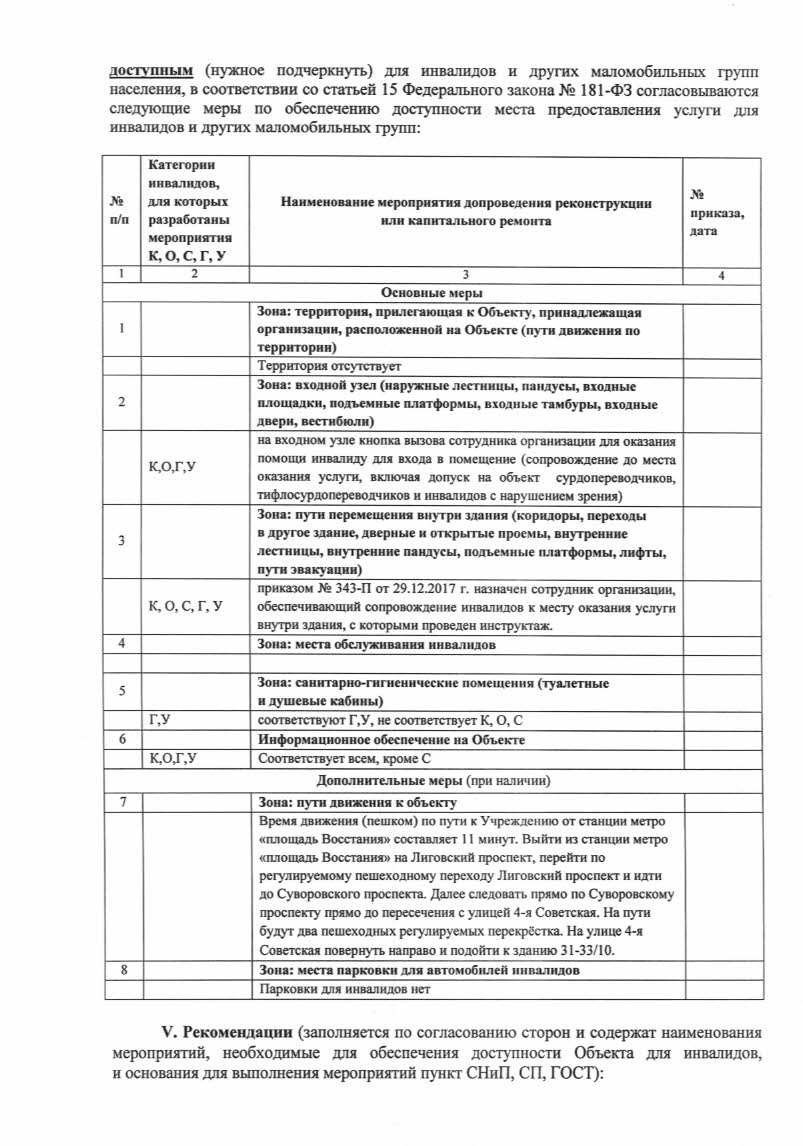 доступным (нужное подчеркнуть) для инвалидов и других маломобильных групп
населения, в соответствии со статьей 15 Федерального закона № 181-ФЗ согласовываются
следующие меры по обеспечению доступности места предоставления услуги для
инвалидов и других маломобильных групп:
№
п/п
Категории
инвалидов,
для которых
разработаны
мероприятия
К, О, С, Г, У
Наименование мероприятия допроведения реконструкции
или капитального ремонта
№
приказа,
дата
1 2 3 4
Основные меры
1
Зона: территория, прилегающая к Объекту, принадлежащая
организации, расположенной на Объекте (пути движения по
территории)
Территория отсутствует
2
Зона: входной узел (наружные лестницы, пандусы, входные
площадки, подъемные платформы, входные тамбуры, входные
двери, вестибюли)
К,О,Г,У
на входном узле кнопка вызова сотрудника организации для оказания
помощи инвалиду для входа в помещение (сопровождение до места
оказания услуги, включая допуск на объект сурдопереводчиков,
тифлосурдопереводчиков и инвалидов с нарушением зрения)
3
Зона: пути перемещения внутри здания (коридоры, переходы
в другое здание, дверные и открытые проемы, внутренние
лестницы, внутренние пандусы, подъемные платформы, лифты,
пути эвакуации)
К, О, С, Г, У
приказом № 343-П от 29.12.2017 г. назначен сотрудник организации,
обеспечивающий сопровождение инвалидов к месту оказания услуги
внутри здания, с которыми проведен инструктаж.
4 Зона: места обслуживания инвалидов
5
Зона: санитарно-гигиенические помещения (туалетные
и душевые кабины)
Г,У соответствуют Г,У, не соответствует К, О, С
6 Информационное обеспечение на Объекте
К,О,Г,У Соответствует всем, кроме С
Дополнительные меры (при наличии)
7 Зона: пути движения к объекту
Время движения (пешком) по пути к Учреждению от станции метро
«площадь Восстания» составляет 11 минут. Выйти из станции метро
«площадь Восстания» на Лиговский проспект, перейти по
регулируемому пешеходному переходу Лиговский проспект и идти
до Суворовского проспекта. Далее следовать прямо по Суворовскому
проспекту прямо до пересечения с улицей 4-я Советская. На пути
будут два пешеходных регулируемых перекрёстка. На улице 4-я
Советская повернуть направо и подойти к зданию 31-33/10.
8 Зона: места парковки для автомобилей инвалидов
Парковки для инвалидов нет
V. Рекомендации (заполняется по согласованию сторон и содержат наименования
мероприятий, необходимые для обеспечения доступности Объекта для инвалидов,
и основания для выполнения мероприятий пункт СНиП, СП, ГОСТ):